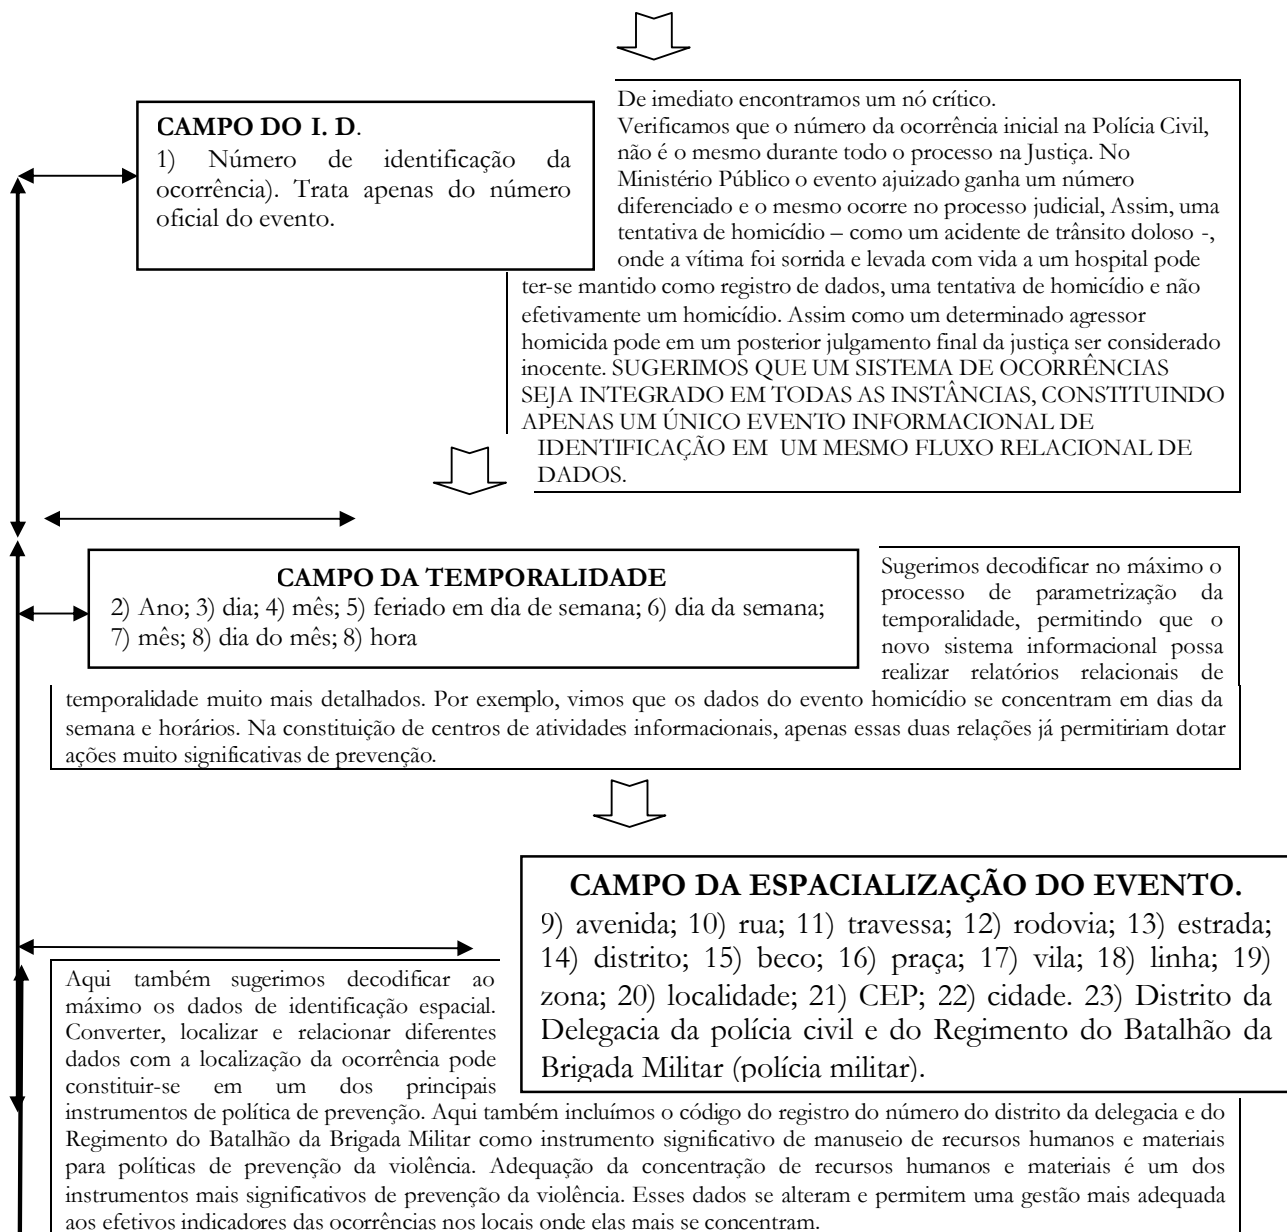 CAMPO DO I. D.
1) Número de identificação da
ocorrência). Trata apenas do número
oficial do evento.
De imediato encontramos um nó crítico.
Verificamos que o número da ocorrência inicial na Polícia Civil,
não é o mesmo durante todo o processo na Justiça. No
Ministério Público o evento ajuizado ganha um número
diferenciado e o mesmo ocorre no processo judicial, Assim, uma
tentativa de homicídio – como um acidente de trânsito doloso -,
onde a vítima foi sorrida e levada com vida a um hospital pode
ter-se mantido como registro de dados, uma tentativa de homicídio e não
efetivamente um homicídio. Assim como um determinado agressor
homicida pode em um posterior julgamento final da justiça ser considerado
inocente. SUGERIMOS QUE UM SISTEMA DE OCORRÊNCIAS
SEJA INTEGRADO EM TODAS AS INSTÂNCIAS, CONSTITUINDO
APENAS UM ÚNICO EVENTO INFORMACIONAL DE
IDENTIFICAÇÃO EM UM MESMO FLUXO RELACIONAL DE
DADOS.
CAMPO DA TEMPORALIDADE
2) Ano; 3) dia; 4) mês; 5) feriado em dia de semana; 6) dia da semana;
7) mês; 8) dia do mês; 8) hora
Sugerimos decodificar no máximo o
processo de parametrização da
temporalidade, permitindo que o
novo sistema informacional possa
realizar relatórios relacionais de
temporalidade muito mais detalhados. Por exemplo, vimos que os dados do evento homicídio se concentram em dias da
semana e horários. Na constituição de centros de atividades informacionais, apenas essas duas relações já permitiriam dotar
ações muito significativas de prevenção.
CAMPO DA ESPACIALIZAÇÃO DO EVENTO.
9) avenida; 10) rua; 11) travessa; 12) rodovia; 13) estrada;
14) distrito; 15) beco; 16) praça; 17) vila; 18) linha; 19)
zona; 20) localidade; 21) CEP; 22) cidade. 23) Distrito da
Delegacia da polícia civil e do Regimento do Batalhão da
Brigada Militar (polícia militar).
Aqui também sugerimos decodificar ao
máximo os dados de identificação espacial.
Converter, localizar e relacionar diferentes
dados com a localização da ocorrência pode
constituir-se em um dos principais
instrumentos de política de prevenção. Aqui também incluímos o código do registro do número do distrito da delegacia e do
Regimento do Batalhão da Brigada Militar como instrumento significativo de manuseio de recursos humanos e materiais
para políticas de prevenção da violência. Adequação da concentração de recursos humanos e materiais é um dos
instrumentos mais significativos de prevenção da violência. Esses dados se alteram e permitem uma gestão mais adequada
aos efetivos indicadores das ocorrências nos locais onde elas mais se concentram.